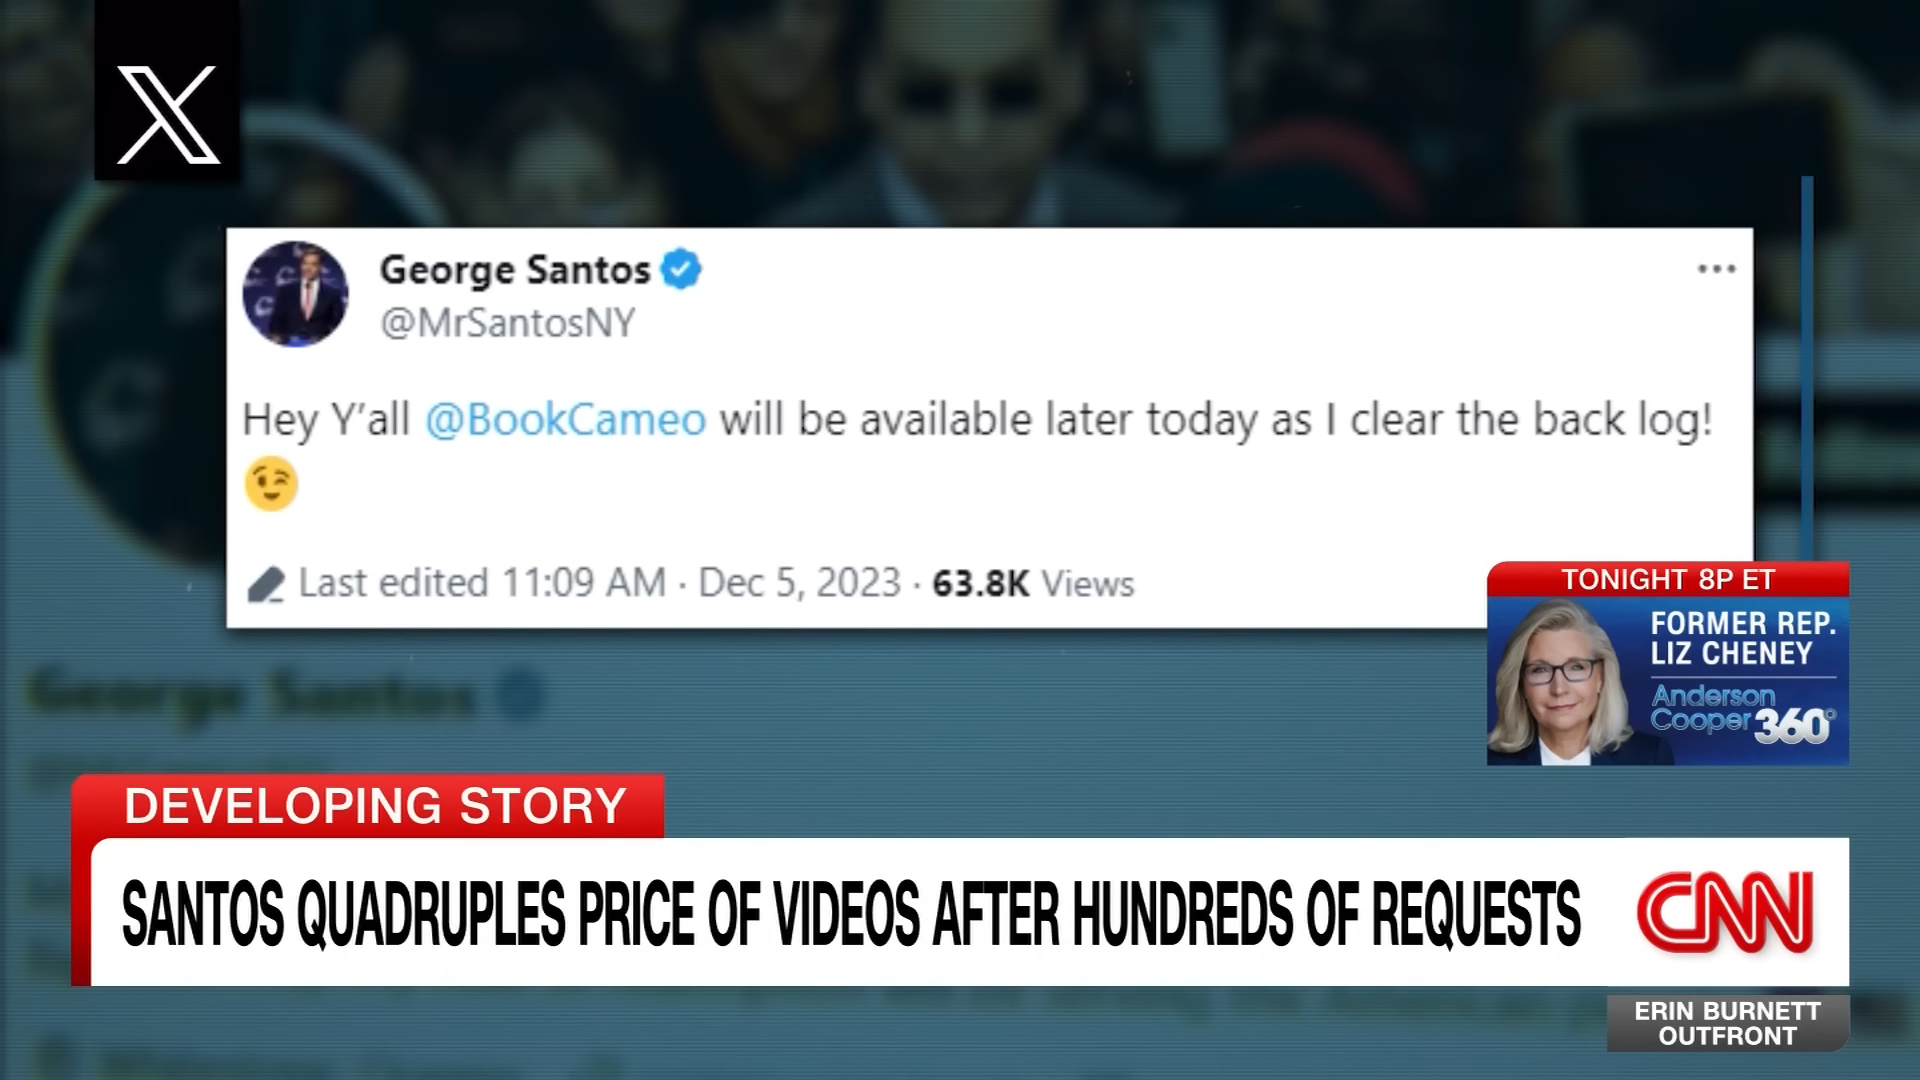 X
George Santos
@MrSantosNY
Hey Y’all @BookCameo will be available later today as I clear the back log!
😉
Last edited 11:09 AM · Dec 5, 2023 · 63.8K Views
TONIGHT 8P ET
FORMER REP.
LIZ CHENEY
Anderson
Cooper 360°
George Santos
DEVELOPING STORY
SANTOS QUADRUPLES PRICE OF VIDEOS AFTER HUNDREDS OF REQUESTS
CNN
ERIN BURNETT
OUTFRONT